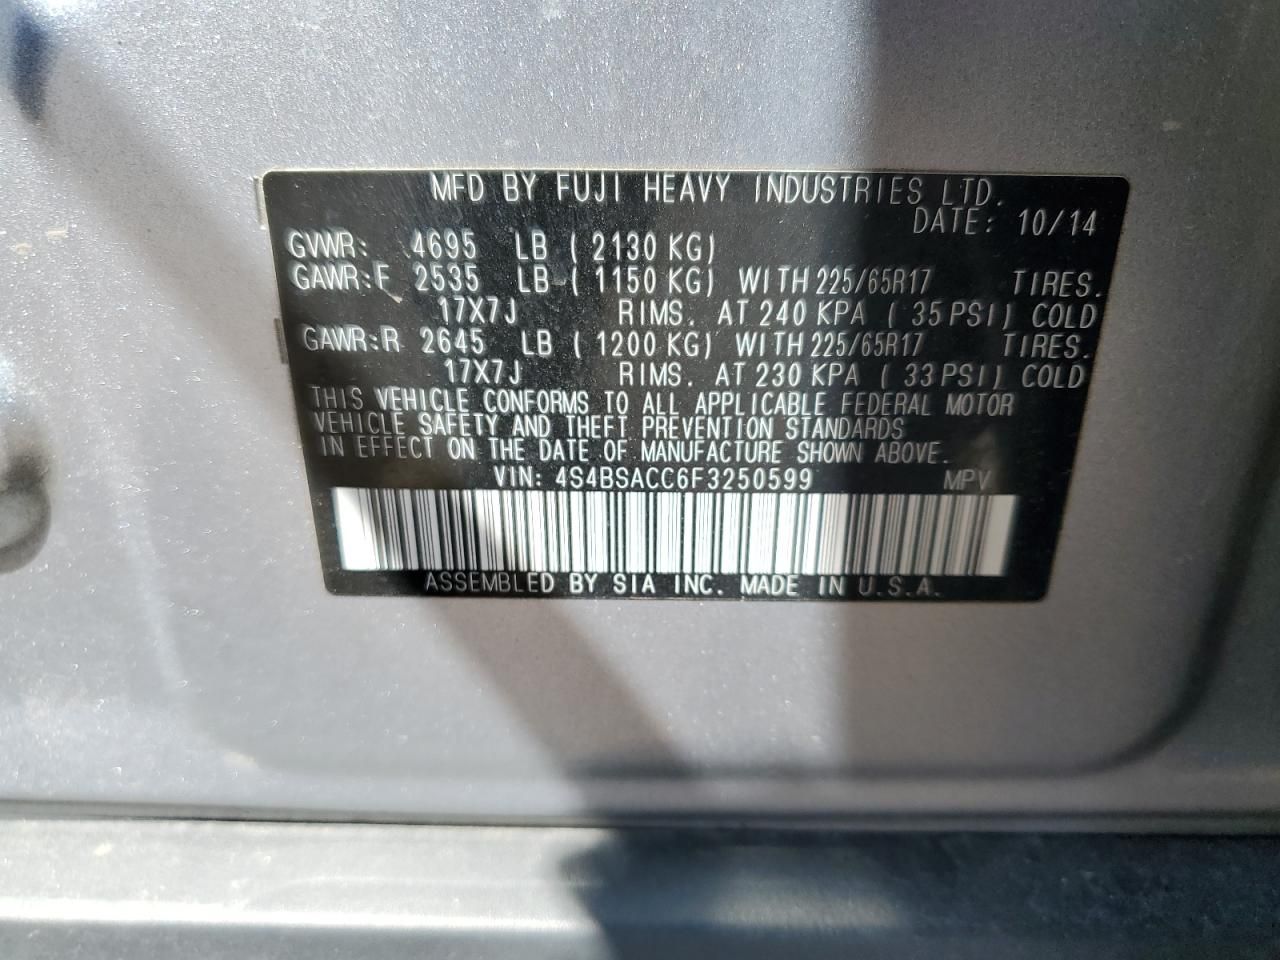 MFD BY FUJI HEAVY INDUSTRIES LTD.
DATE: 10/14
GVWR: 4695 LB ( 2130 KG)
GAWR:F 2535 LB ( 1150 KG) WITH 225/65R17 TIRES.
17X7J RIMS. AT 240 KPA ( 35 PSI) COLD
GAWR:R 2645 LB ( 1200 KG) WITH 225/65R17 TIRES.
17X7J RIMS. AT 230 KPA ( 33 PSI) COLD
THIS VEHICLE CONFORMS TO ALL APPLICABLE FEDERAL MOTOR
VEHICLE SAFETY AND THEFT PREVENTION STANDARDS
IN EFFECT ON THE DATE OF MANUFACTURE SHOWN ABOVE.
VIN: 4S4BSACC6F3250599 MPV
ASSEMBLED BY SIA INC. MADE IN U.S.A.